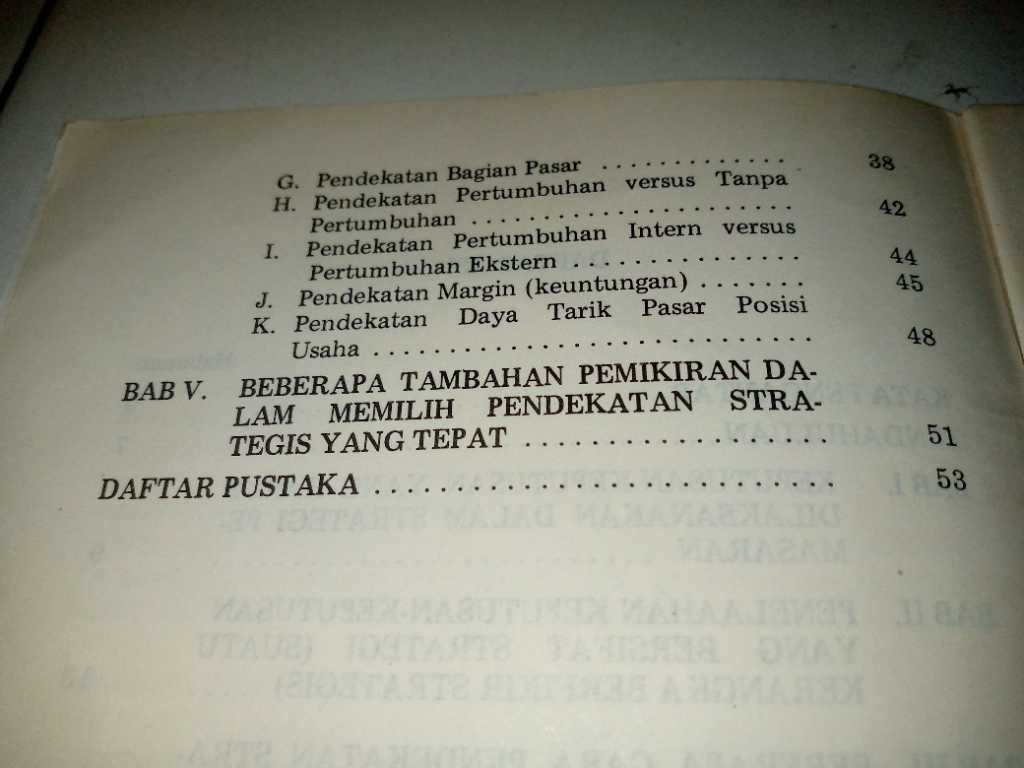 G. Pendekatan Bagian Pasar ............. 38
H. Pendekatan Pertumbuhan versus Tanpa
Pertumbuhan ...................... 42
I. Pendekatan Pertumbuhan Intern versus
Pertumbuhan Ekstern ................ 44
J. Pendekatan Margin (keuntungan) ....... 45
K. Pendekatan Daya Tarik Pasar Posisi
Usaha .............................. 48
BAB V. BEBERAPA TAMBAHAN PEMIKIRAN DA-
LAM MEMILIH PENDEKATAN STRA-
TEGIS YANG TEPAT ................... 51
DAFTAR PUSTAKA ............................ 53